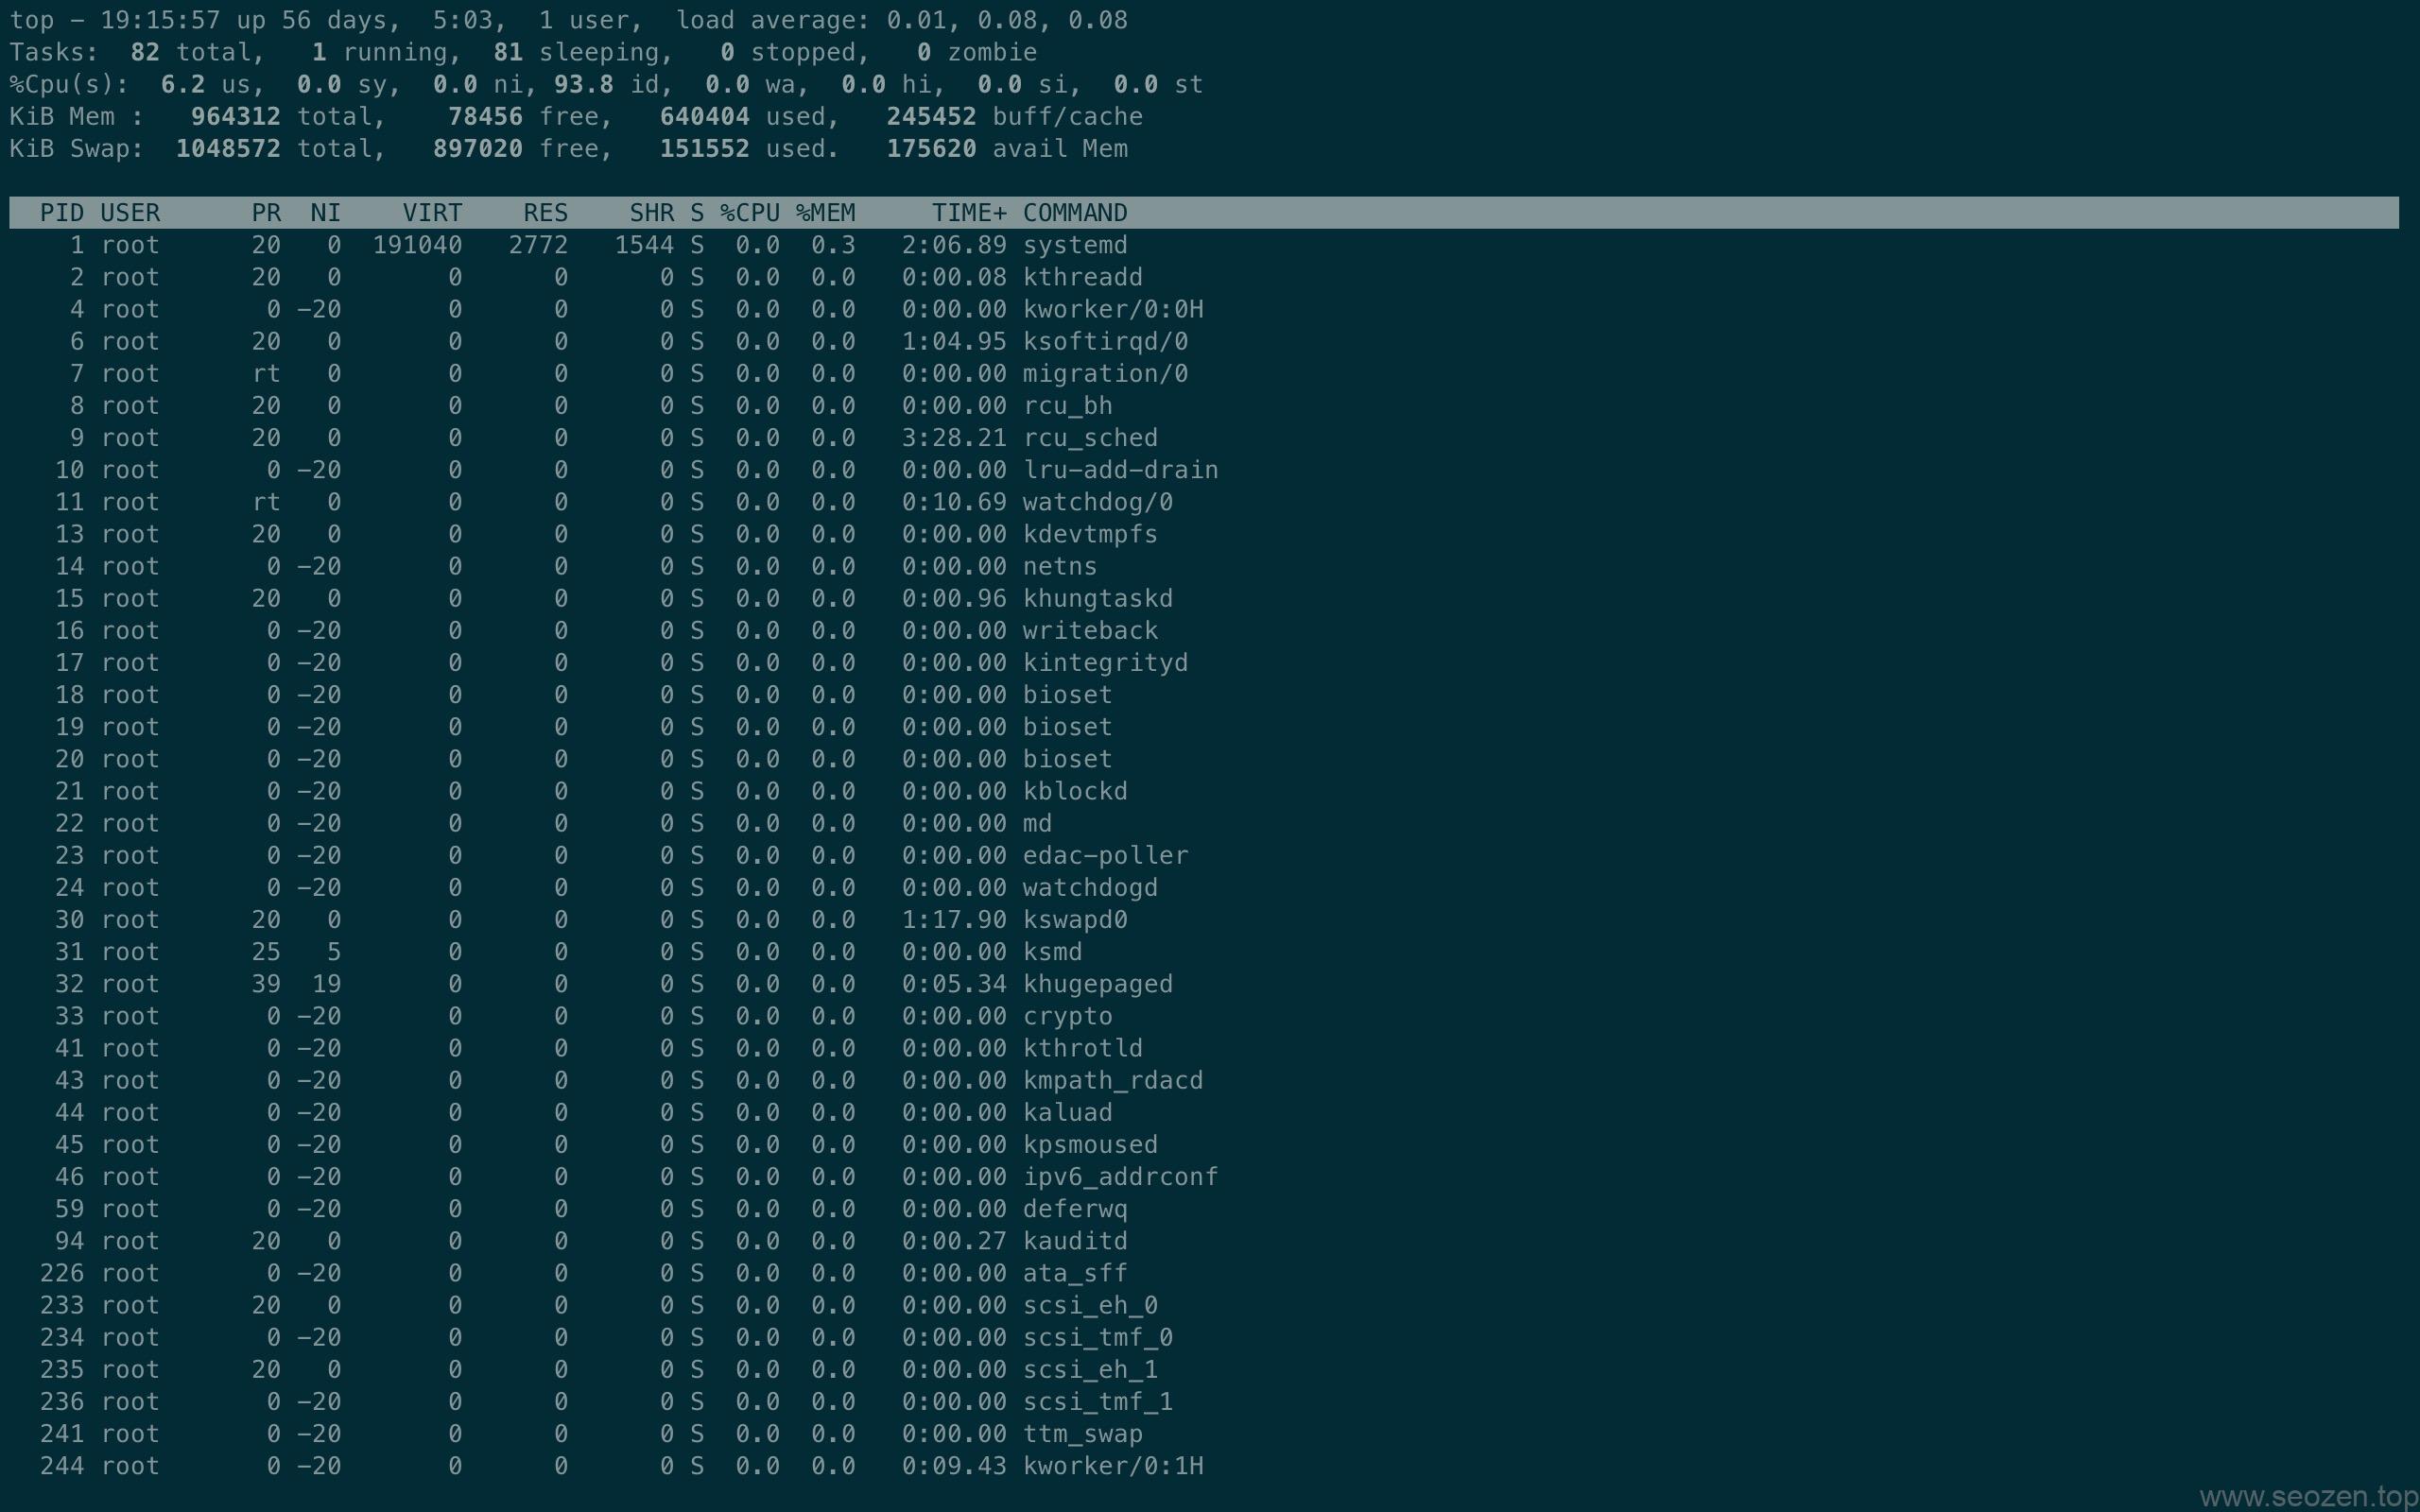 top - 19:15:57 up 56 days,  5:03,  1 user,  load average: 0.01, 0.08, 0.08
Tasks:  82 total,   1 running,  81 sleeping,   0 stopped,   0 zombie
%Cpu(s):  6.2 us,  0.0 sy,  0.0 ni, 93.8 id,  0.0 wa,  0.0 hi,  0.0 si,  0.0 st
KiB Mem :   964312 total,    78456 free,   640404 used,   245452 buff/cache
KiB Swap:  1048572 total,   897020 free,   151552 used.   175620 avail Mem
  PID USER      PR  NI    VIRT    RES    SHR S %CPU %MEM     TIME+ COMMAND
    1 root      20   0  191040   2772   1544 S  0.0  0.3   2:06.89 systemd
    2 root      20   0       0      0      0 S  0.0  0.0   0:00.08 kthreadd
    4 root       0 -20       0      0      0 S  0.0  0.0   0:00.00 kworker/0:0H
    6 root      20   0       0      0      0 S  0.0  0.0   1:04.95 ksoftirqd/0
    7 root      rt   0       0      0      0 S  0.0  0.0   0:00.00 migration/0
    8 root      20   0       0      0      0 S  0.0  0.0   0:00.00 rcu_bh
    9 root      20   0       0      0      0 S  0.0  0.0   3:28.21 rcu_sched
   10 root       0 -20       0      0      0 S  0.0  0.0   0:00.00 lru-add-drain
   11 root      rt   0       0      0      0 S  0.0  0.0   0:10.69 watchdog/0
   13 root      20   0       0      0      0 S  0.0  0.0   0:00.00 kdevtmpfs
   14 root       0 -20       0      0      0 S  0.0  0.0   0:00.00 netns
   15 root      20   0       0      0      0 S  0.0  0.0   0:00.96 khungtaskd
   16 root       0 -20       0      0      0 S  0.0  0.0   0:00.00 writeback
   17 root       0 -20       0      0      0 S  0.0  0.0   0:00.00 kintegrityd
   18 root       0 -20       0      0      0 S  0.0  0.0   0:00.00 bioset
   19 root       0 -20       0      0      0 S  0.0  0.0   0:00.00 bioset
   20 root       0 -20       0      0      0 S  0.0  0.0   0:00.00 bioset
   21 root       0 -20       0      0      0 S  0.0  0.0   0:00.00 kblockd
   22 root       0 -20       0      0      0 S  0.0  0.0   0:00.00 md
   23 root       0 -20       0      0      0 S  0.0  0.0   0:00.00 edac-poller
   24 root       0 -20       0      0      0 S  0.0  0.0   0:00.00 watchdogd
   30 root      20   0       0      0      0 S  0.0  0.0   1:17.90 kswapd0
   31 root      25   5       0      0      0 S  0.0  0.0   0:00.00 ksmd
   32 root      39  19       0      0      0 S  0.0  0.0   0:05.34 khugepaged
   33 root       0 -20       0      0      0 S  0.0  0.0   0:00.00 crypto
   41 root       0 -20       0      0      0 S  0.0  0.0   0:00.00 kthrotld
   43 root       0 -20       0      0      0 S  0.0  0.0   0:00.00 kmpath_rdacd
   44 root       0 -20       0      0      0 S  0.0  0.0   0:00.00 kaluad
   45 root       0 -20       0      0      0 S  0.0  0.0   0:00.00 kpsmoused
   46 root       0 -20       0      0      0 S  0.0  0.0   0:00.00 ipv6_addrconf
   59 root       0 -20       0      0      0 S  0.0  0.0   0:00.00 deferwq
   94 root      20   0       0      0      0 S  0.0  0.0   0:00.27 kauditd
  226 root       0 -20       0      0      0 S  0.0  0.0   0:00.00 ata_sff
  233 root      20   0       0      0      0 S  0.0  0.0   0:00.00 scsi_eh_0
  234 root       0 -20       0      0      0 S  0.0  0.0   0:00.00 scsi_tmf_0
  235 root      20   0       0      0      0 S  0.0  0.0   0:00.00 scsi_eh_1
  236 root       0 -20       0      0      0 S  0.0  0.0   0:00.00 scsi_tmf_1
  241 root       0 -20       0      0      0 S  0.0  0.0   0:00.00 ttm_swap
  244 root       0 -20       0      0      0 S  0.0  0.0   0:09.43 kworker/0:1H
www.seozen.top